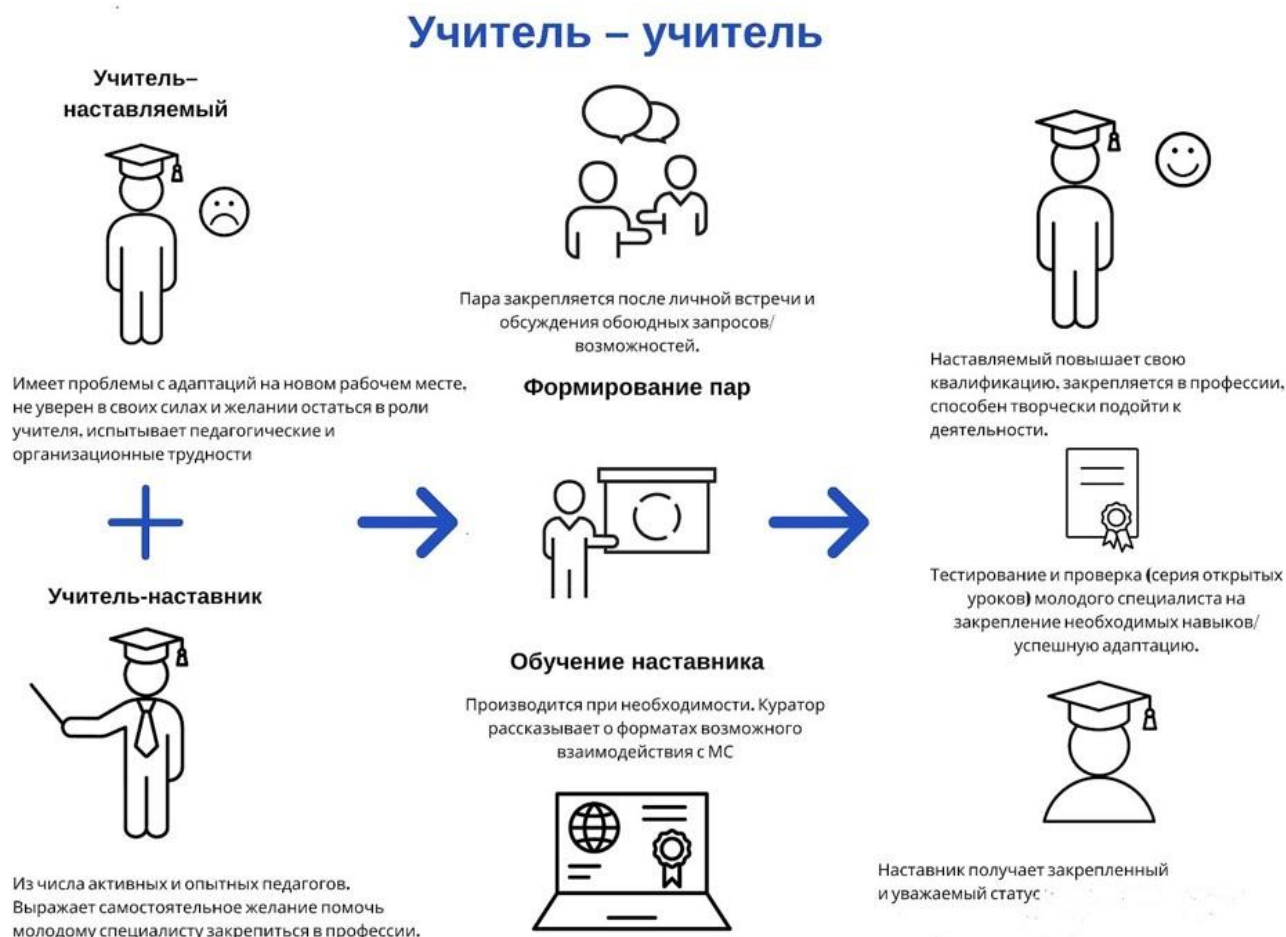 Учитель – учитель
Учитель–
наставляемый
Имеет проблемы с адаптаций на новом рабочем месте,
не уверен в своих силах и желании остаться в роли
учителя, испытывает педагогические и
организационные трудности
Учитель-наставник
Из числа активных и опытных педагогов.
Выражает самостоятельное желание помочь
молодому специалисту закрепиться в профессии.
Пара закрепляется после личной встречи и
обсуждения обоюдных запросов/
возможностей.
Формирование пар
Обучение наставника
Производится при необходимости. Куратор
рассказывает о форматах возможного
взаимодействия с МС
Наставляемый повышает свою
квалификацию, закрепляется в профессии,
способен творчески подойти к
деятельности.
Тестирование и проверка (серия открытых
уроков) молодого специалиста на
закрепление необходимых навыков/
успешную адаптацию.
Наставник получает закрепленный
и уважаемый статус